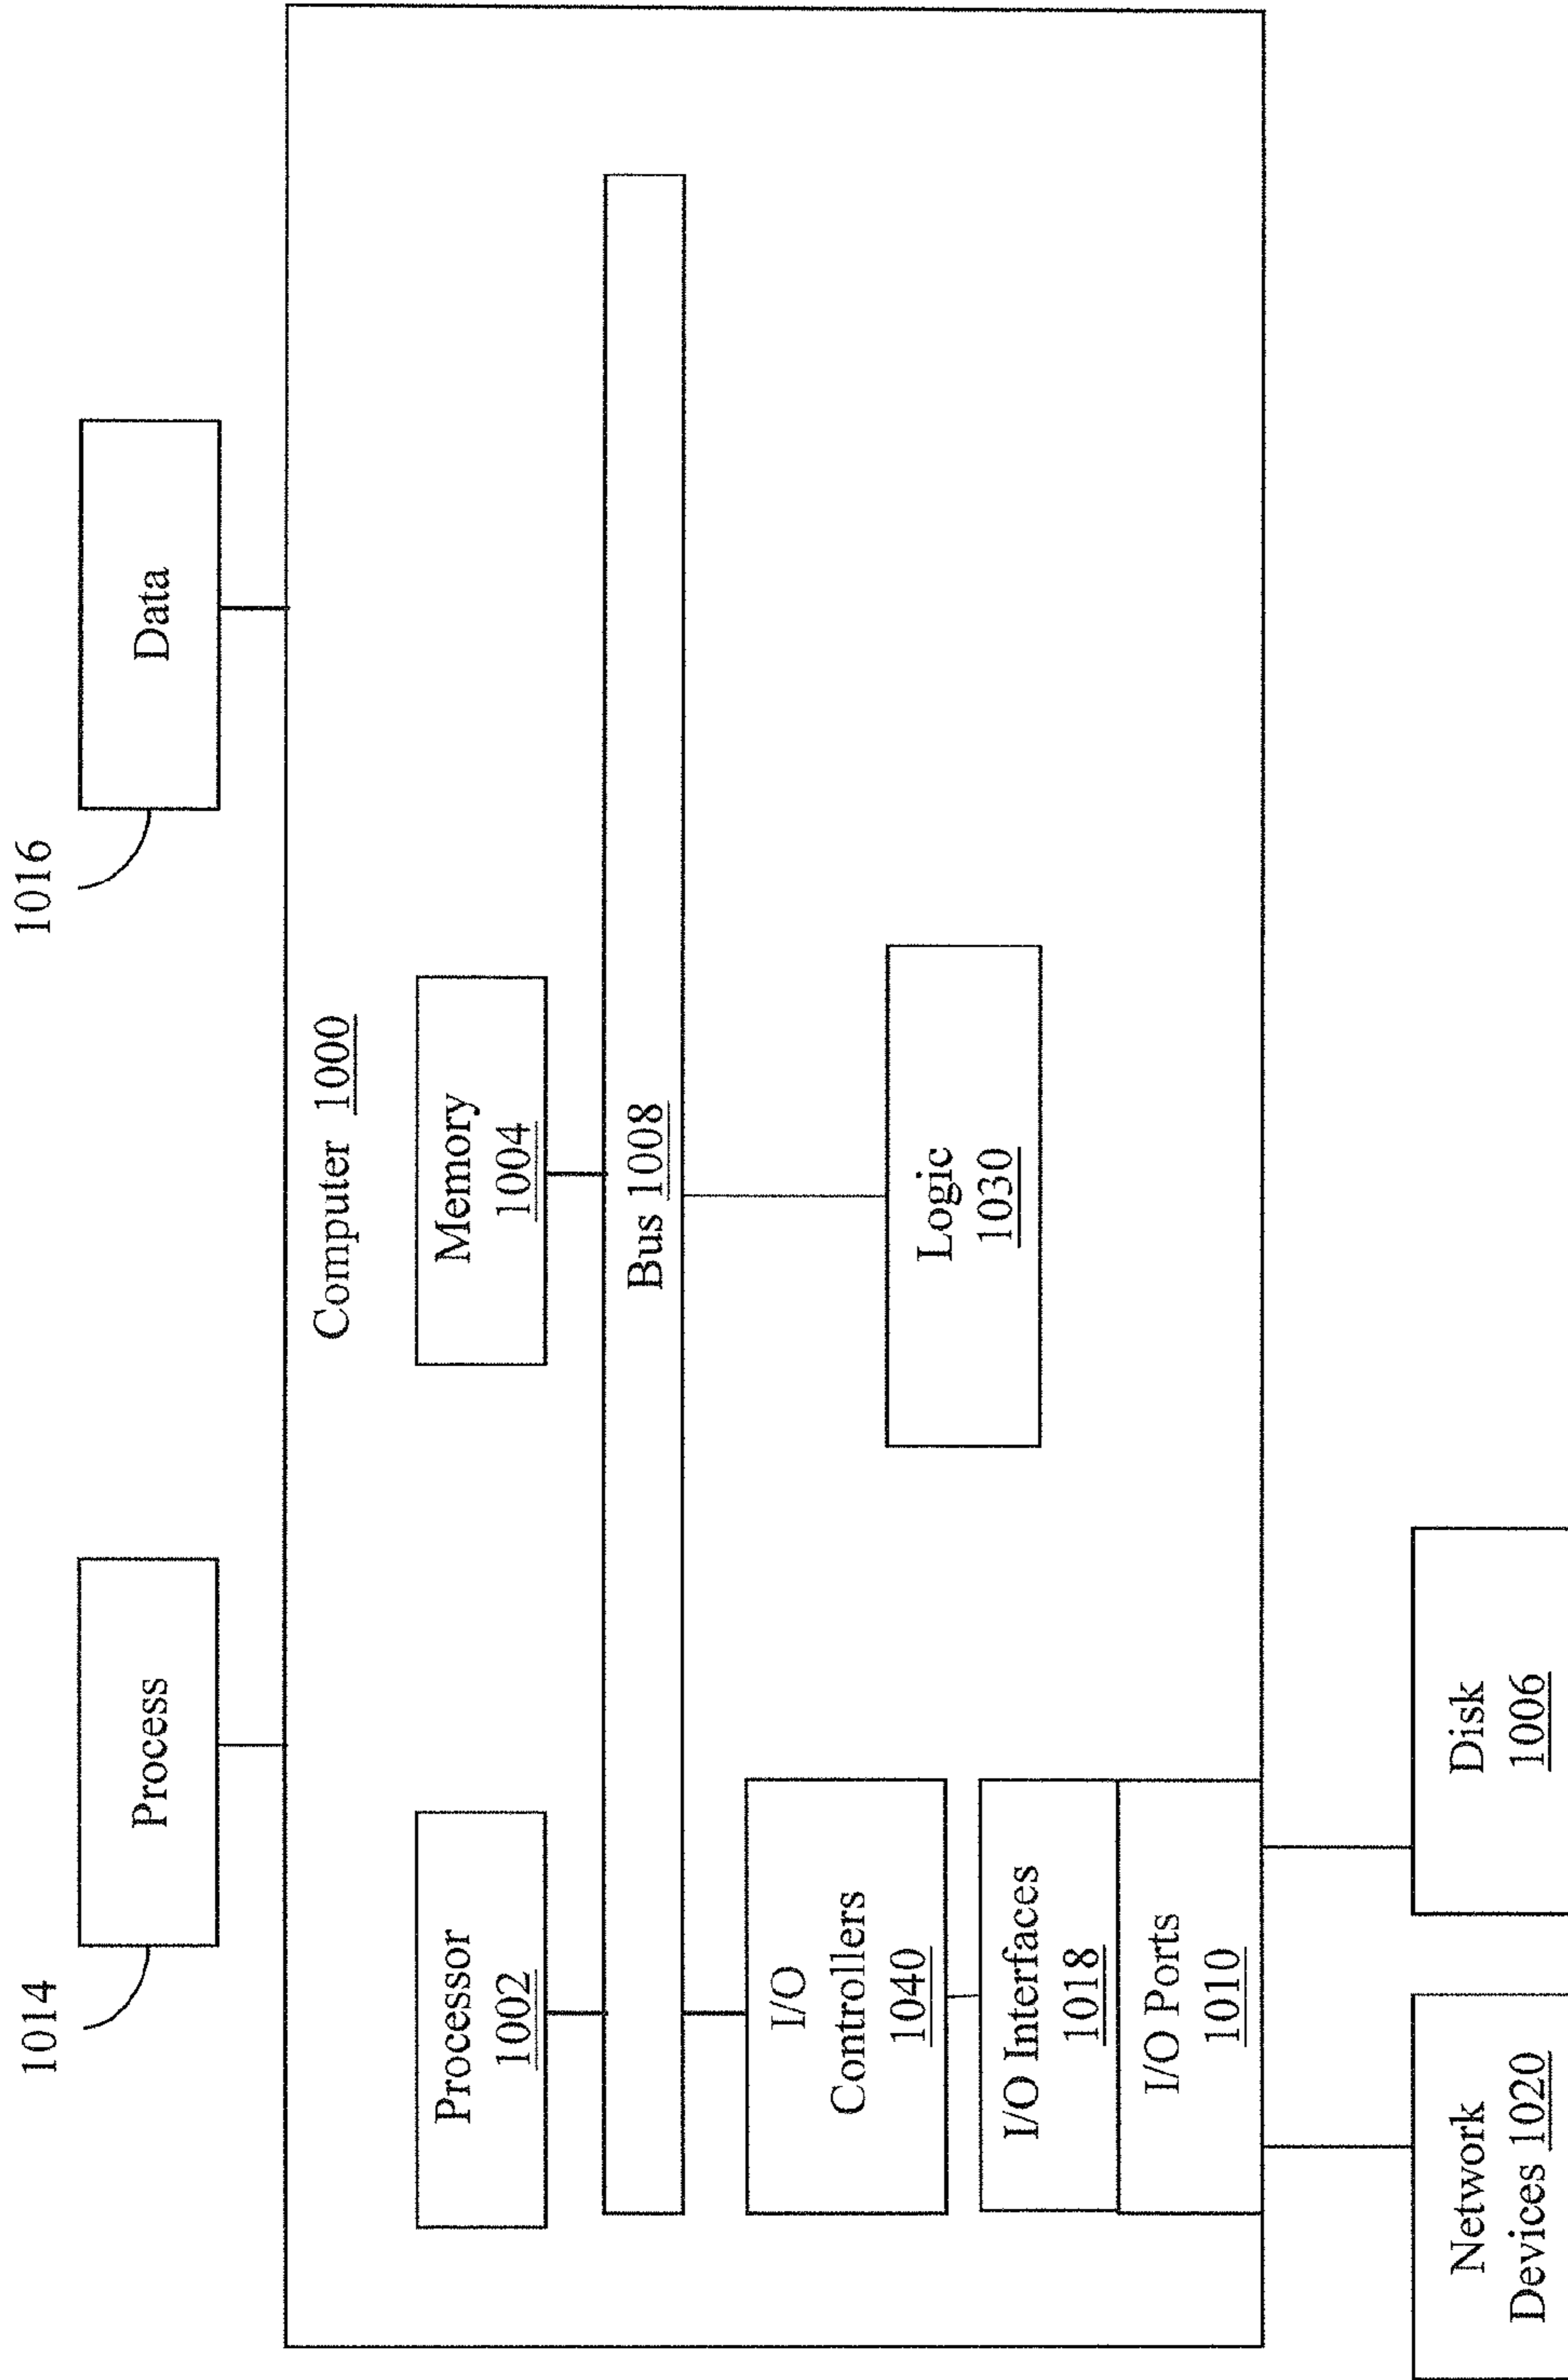 1014
Process
1016
Data
Computer 1000
Processor
1002
Memory
1004
Bus 1008
I/O
Controllers
1040
Logic
1030
I/O Interfaces
1018
I/O Ports
1010
Network
Devices 1020
Disk
1006